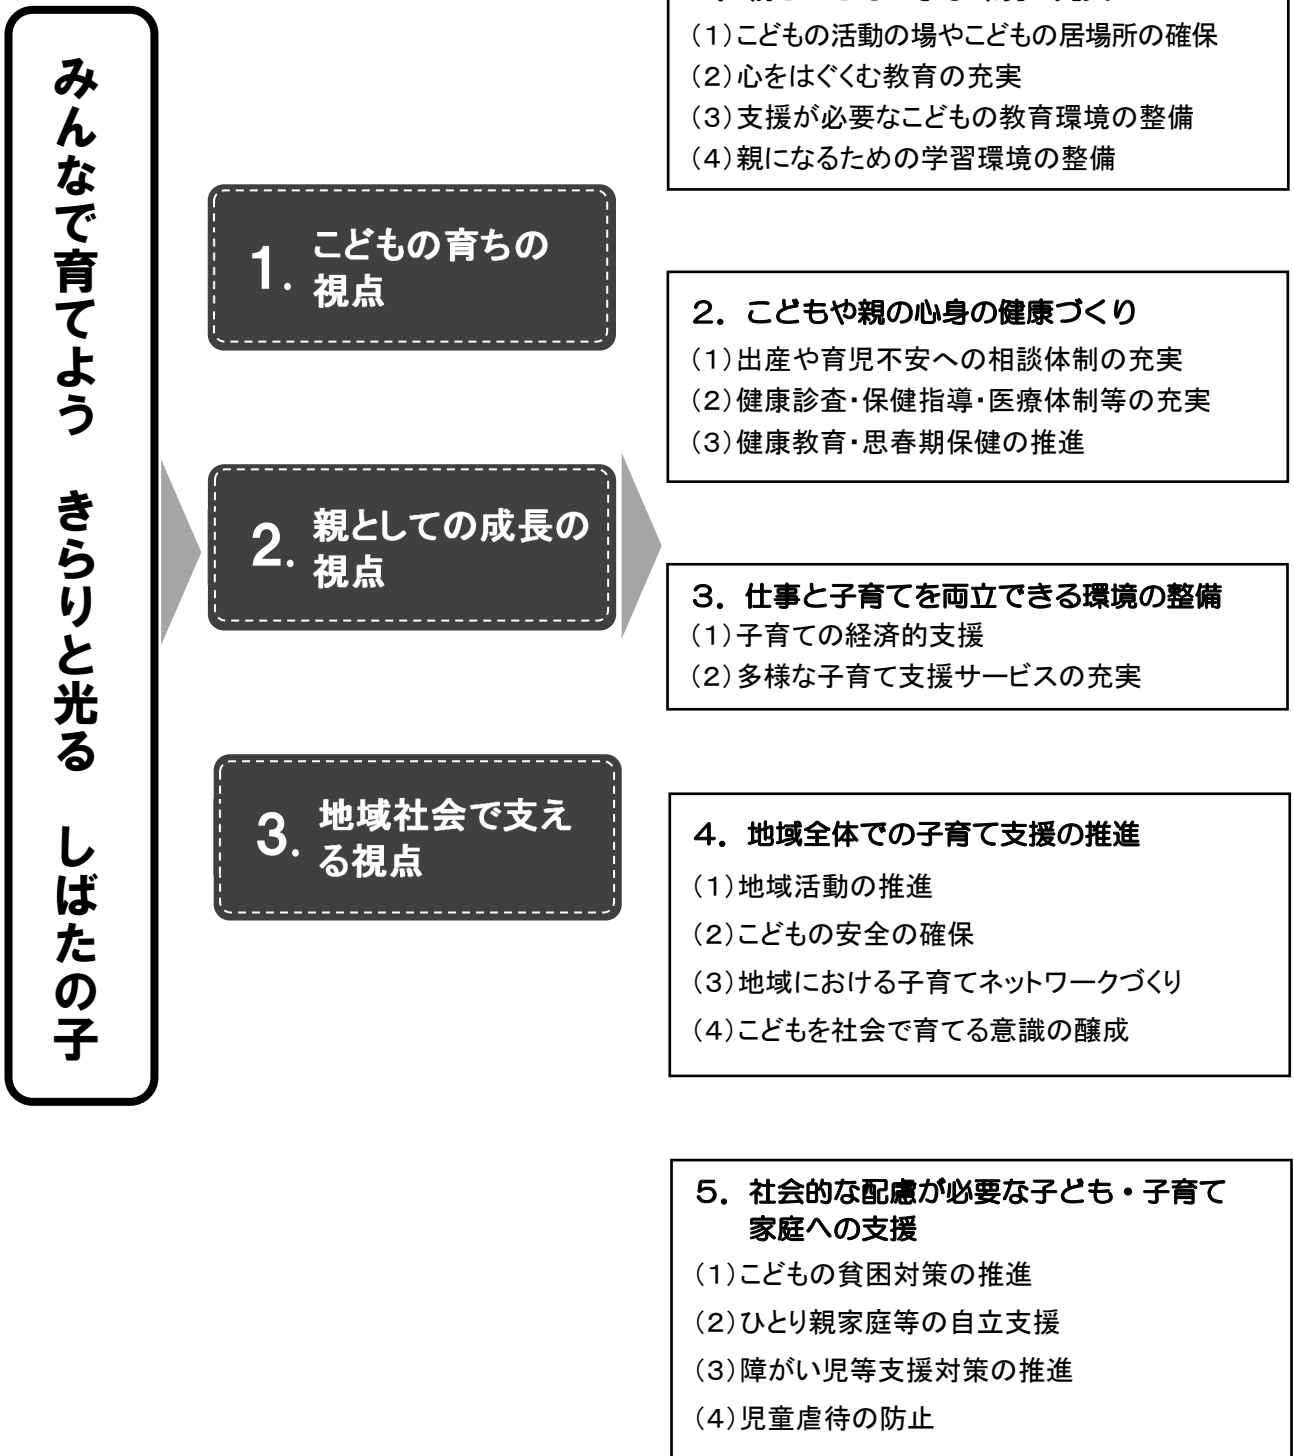 みんなで育てよう　きらりと光る　しばたの子
1. こどもの育ちの
視点
2. 親としての成長の
視点
3. 地域社会で支え
る視点
（１）こどもの活動の場やこどもの居場所の確保
（２）心をはぐくむ教育の充実
（３）支援が必要なこどもの教育環境の整備
（４）親になるための学習環境の整備
２．こどもや親の心身の健康づくり
（１）出産や育児不安への相談体制の充実
（２）健康診査・保健指導・医療体制等の充実
（３）健康教育・思春期保健の推進
３．仕事と子育てを両立できる環境の整備
（１）子育ての経済的支援
（２）多様な子育て支援サービスの充実
４．地域全体での子育て支援の推進
（１）地域活動の推進
（２）こどもの安全の確保
（３）地域における子育てネットワークづくり
（４）こどもを社会で育てる意識の醸成
５．社会的な配慮が必要な子ども・子育て
家庭への支援
（１）こどもの貧困対策の推進
（２）ひとり親家庭等の自立支援
（３）障がい児等支援対策の推進
（４）児童虐待の防止